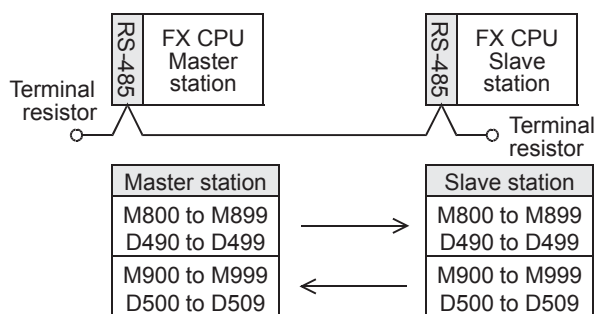 RS-485
FX CPU
Master
station
RS-485
FX CPU
Slave
station
Terminal
resistor
Terminal
resistor
Master station
M800 to M899
D490 to D499
M900 to M999
D500 to D509
Slave station
M800 to M899
D490 to D499
M900 to M999
D500 to D509